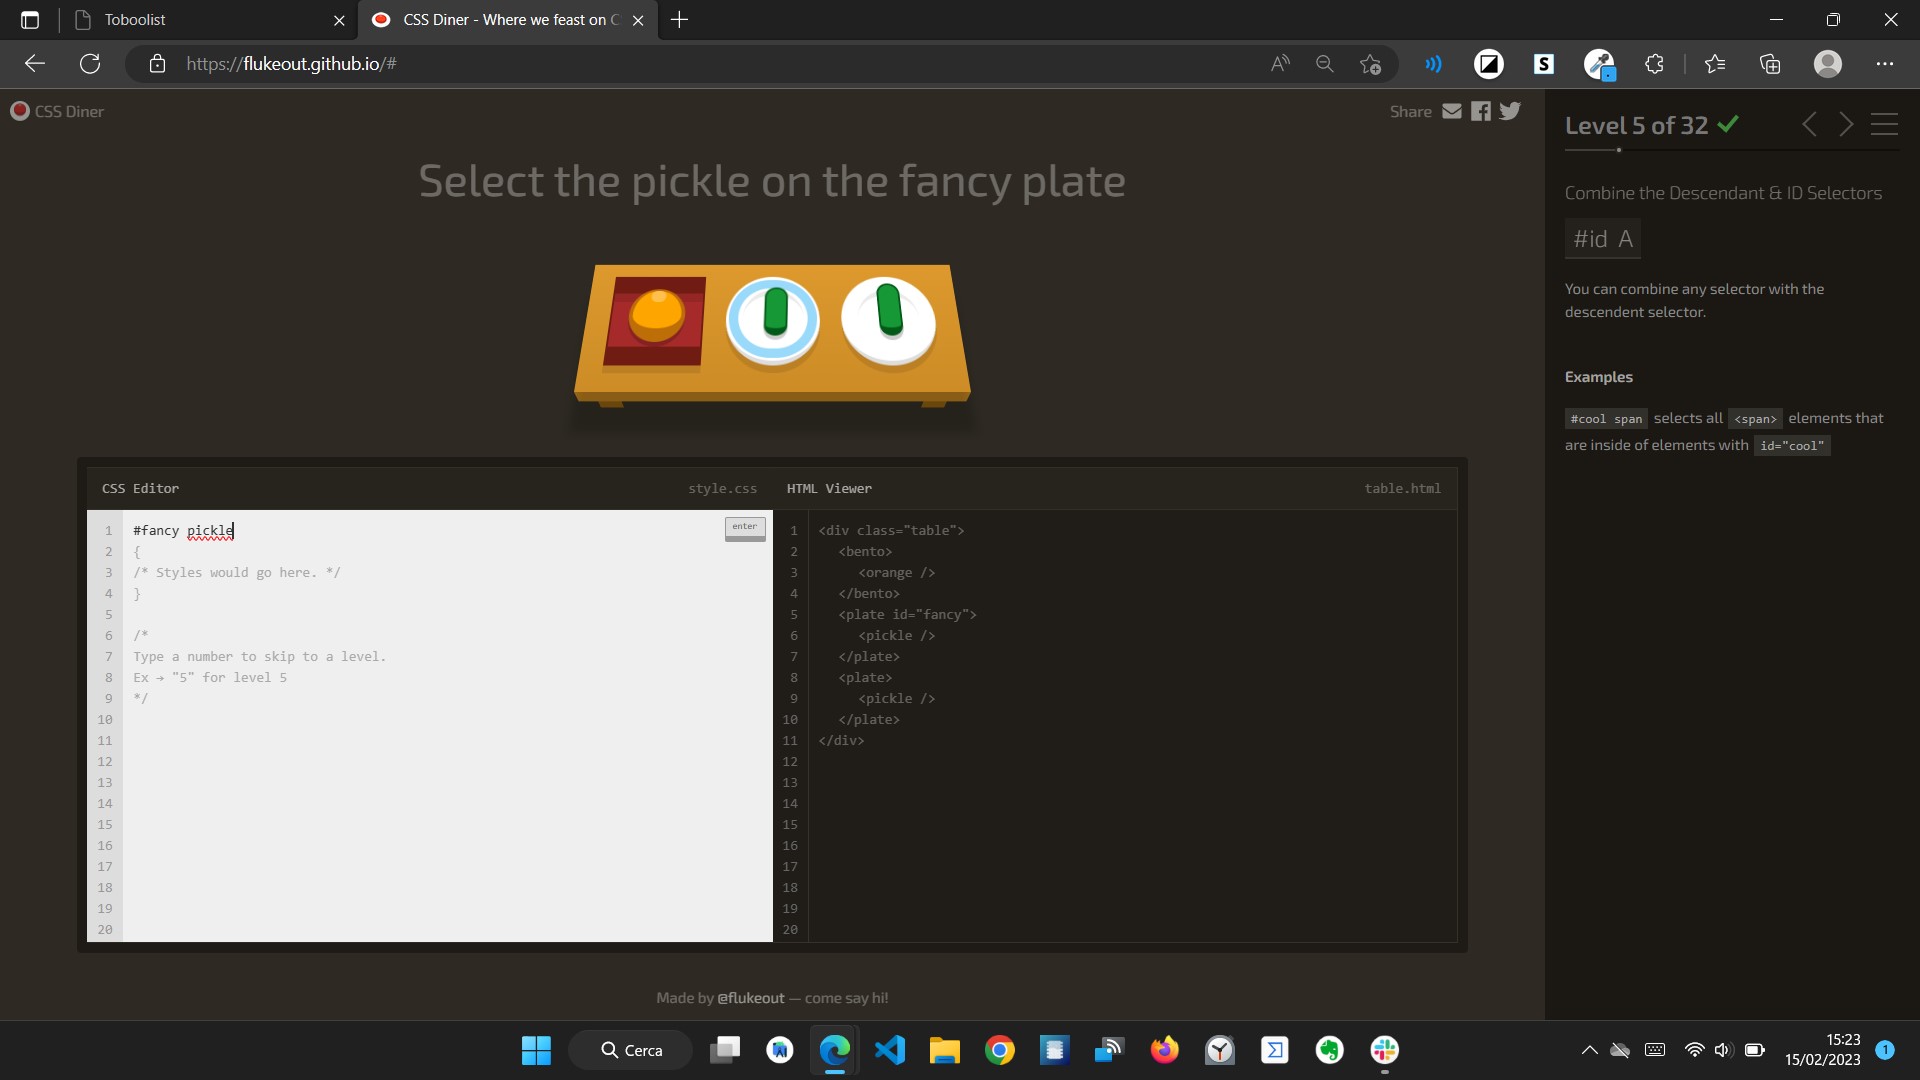 Toboolist
CSS Diner - Where we feast on C
https://flukeout.github.io/#
CSS Diner
Share
Select the pickle on the fancy plate
CSS Editor
style.css
1 #fancy pickle
enter
2 {
3 /* Styles would go here. */
4 }
5
6 /*
7 Type a number to skip to a level.
8 Ex → "5" for level 5
9 */
10
11
12
13
14
15
16
17
18
19
20
HTML Viewer
table.html
1 <div class="table">
2 <bento>
3 <orange />
4 </bento>
5 <plate id="fancy">
6 <pickle />
7 </plate>
8 <plate>
9 <pickle />
10 </plate>
11 </div>
12
13
14
15
16
17
18
19
20
Made by @flukeout — come say hi!
Level 5 of 32
Combine the Descendant & ID Selectors
#id A
You can combine any selector with the
descendent selector.
Examples
#cool span selects all <span> elements that
are inside of elements with id="cool"
Cerca
15:23
15/02/2023
1